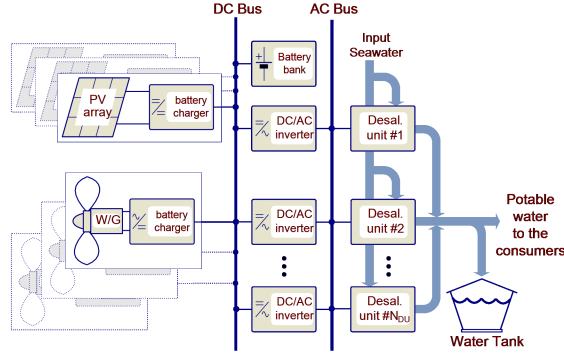 DC Bus
AC Bus
Input
Seawater
+
Battery
bank
PV
array
battery
charger
DC/AC
inverter
Desal.
unit #1
W/G
battery
charger
DC/AC
inverter
Desal.
unit #2
Potable
water
to the
consumers
DC/AC
inverter
Desal.
unit #NDU
Water Tank